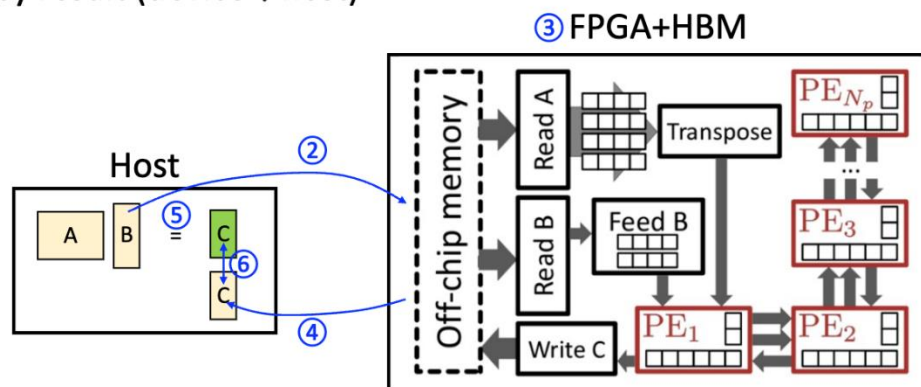 ③ FPGA+HBM
Host
②
A
B
⑤
=
C
⑥
C
④
Off-chip memory
Read A
Transpose
Read B
Feed B
Write C
PE1
PE2
PE3
...
PENp